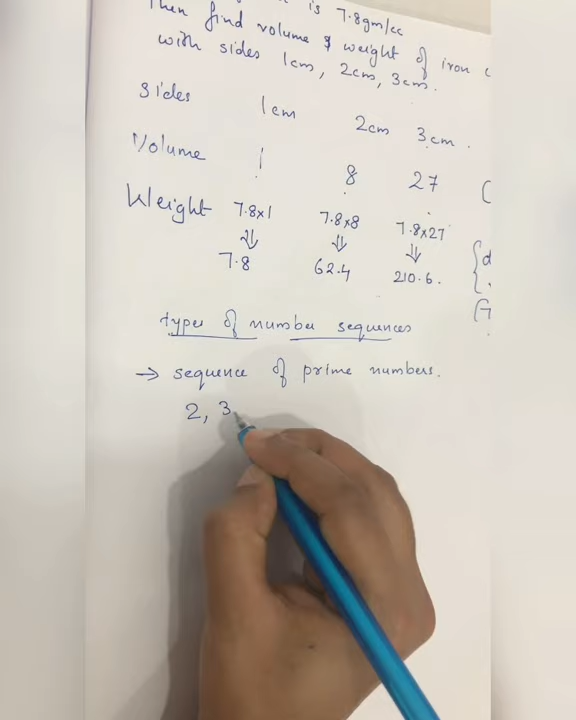 is 7.8gm/cc
Then find volume & weight of iron
with sides 1cm, 2cm, 3cm.
Sides 1cm 2cm 3cm.
Volume 1 8 27 (
Weight 7.8x1 7.8x8 7.8x27
⇓ ⇓ ⇓
7.8 62.4 210.6.
types of number sequences
→ sequence of prime numbers.
2, 3